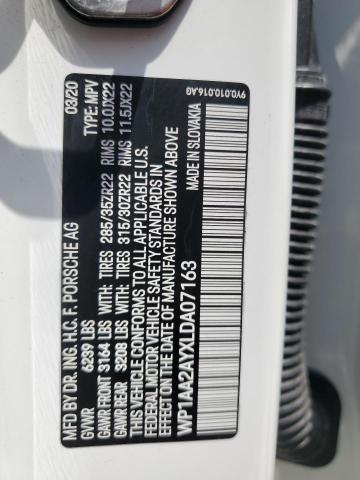 MFD BY DR. ING. H.C. F. PORSCHE AG 03/20
GVWR 6239 LBS TYPE: MPV
GAWR FRONT 3164 LBS WITH: TIRES 285/35ZR22 RIMS 10.0JX22
GAWR REAR 3208 LBS WITH: TIRES 315/30ZR22 RIMS 11.5JX22
THIS VEHICLE CONFORMS TO ALL APPLICABLE U.S.
FEDERAL MOTOR VEHICLE SAFETY STANDARDS IN
EFFECT ON THE DATE OF MANUFACTURE SHOWN ABOVE
WP1AA2AYXLDA07163 MADE IN SLOVAKIA
9Y0.010.016.AG